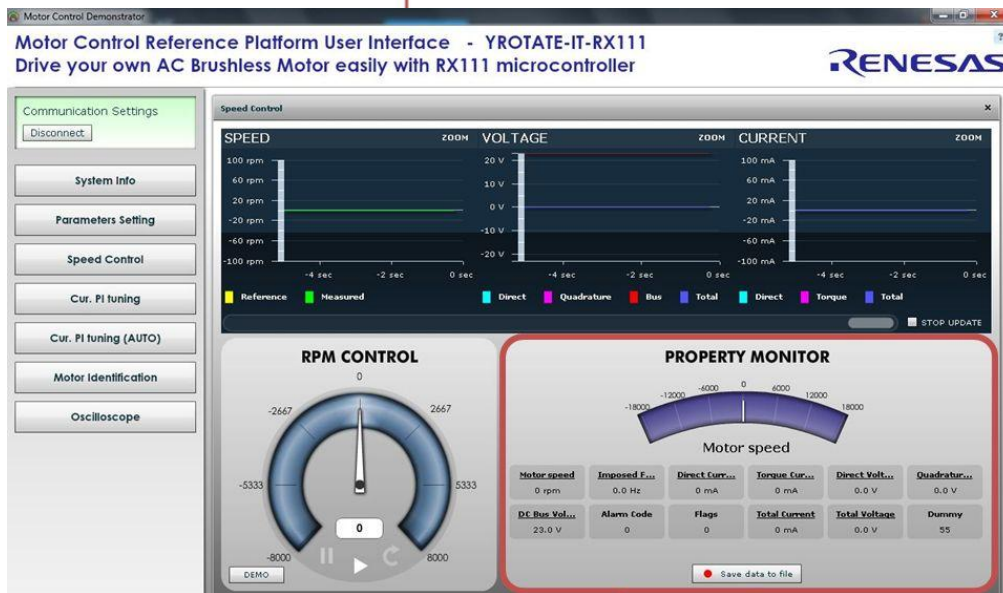 Motor Control Demonstrator
?
Motor Control Reference Platform User Interface - YROTATE-IT-RX111
Drive your own AC Brushless Motor easily with RX111 microcontroller
RENESAS
Communication Settings
Disconnect
System Info
Parameters Setting
Speed Control
Cur. PI tuning
Cur. PI tuning (AUTO)
Motor Identification
Oscilloscope
Speed Control
x
SPEED ZOOM
100 rpm
60 rpm
20 rpm
-20 rpm
-60 rpm
-100 rpm
-4 sec -2 sec 0 sec
Reference Measured
VOLTAGE ZOOM
20 V
10 V
0 V
-10 V
-20 V
-4 sec -2 sec 0 sec
Direct Quadrature Bus Total
CURRENT ZOOM
100 mA
60 mA
20 mA
-20 mA
-60 mA
-100 mA
-4 sec -2 sec 0 sec
Direct Torque Total
STOP UPDATE
RPM CONTROL
0
-2667 2667
-5333 5333
0
-8000 8000
DEMO
PROPERTY MONITOR
-18000 -12000 -6000 0 6000 12000 18000
Motor speed
Motor speed Imposed F... Direct Curr... Torque Cur... Direct Volt... Quadratur...
0 rpm 0.0 Hz 0 mA 0 mA 0.0 V 0.0 V
DC Bus Vol... Alarm Code Flags Total Current Total Voltage Dummy
23.0 V 0 0 0 mA 0.0 V 55
Save data to file